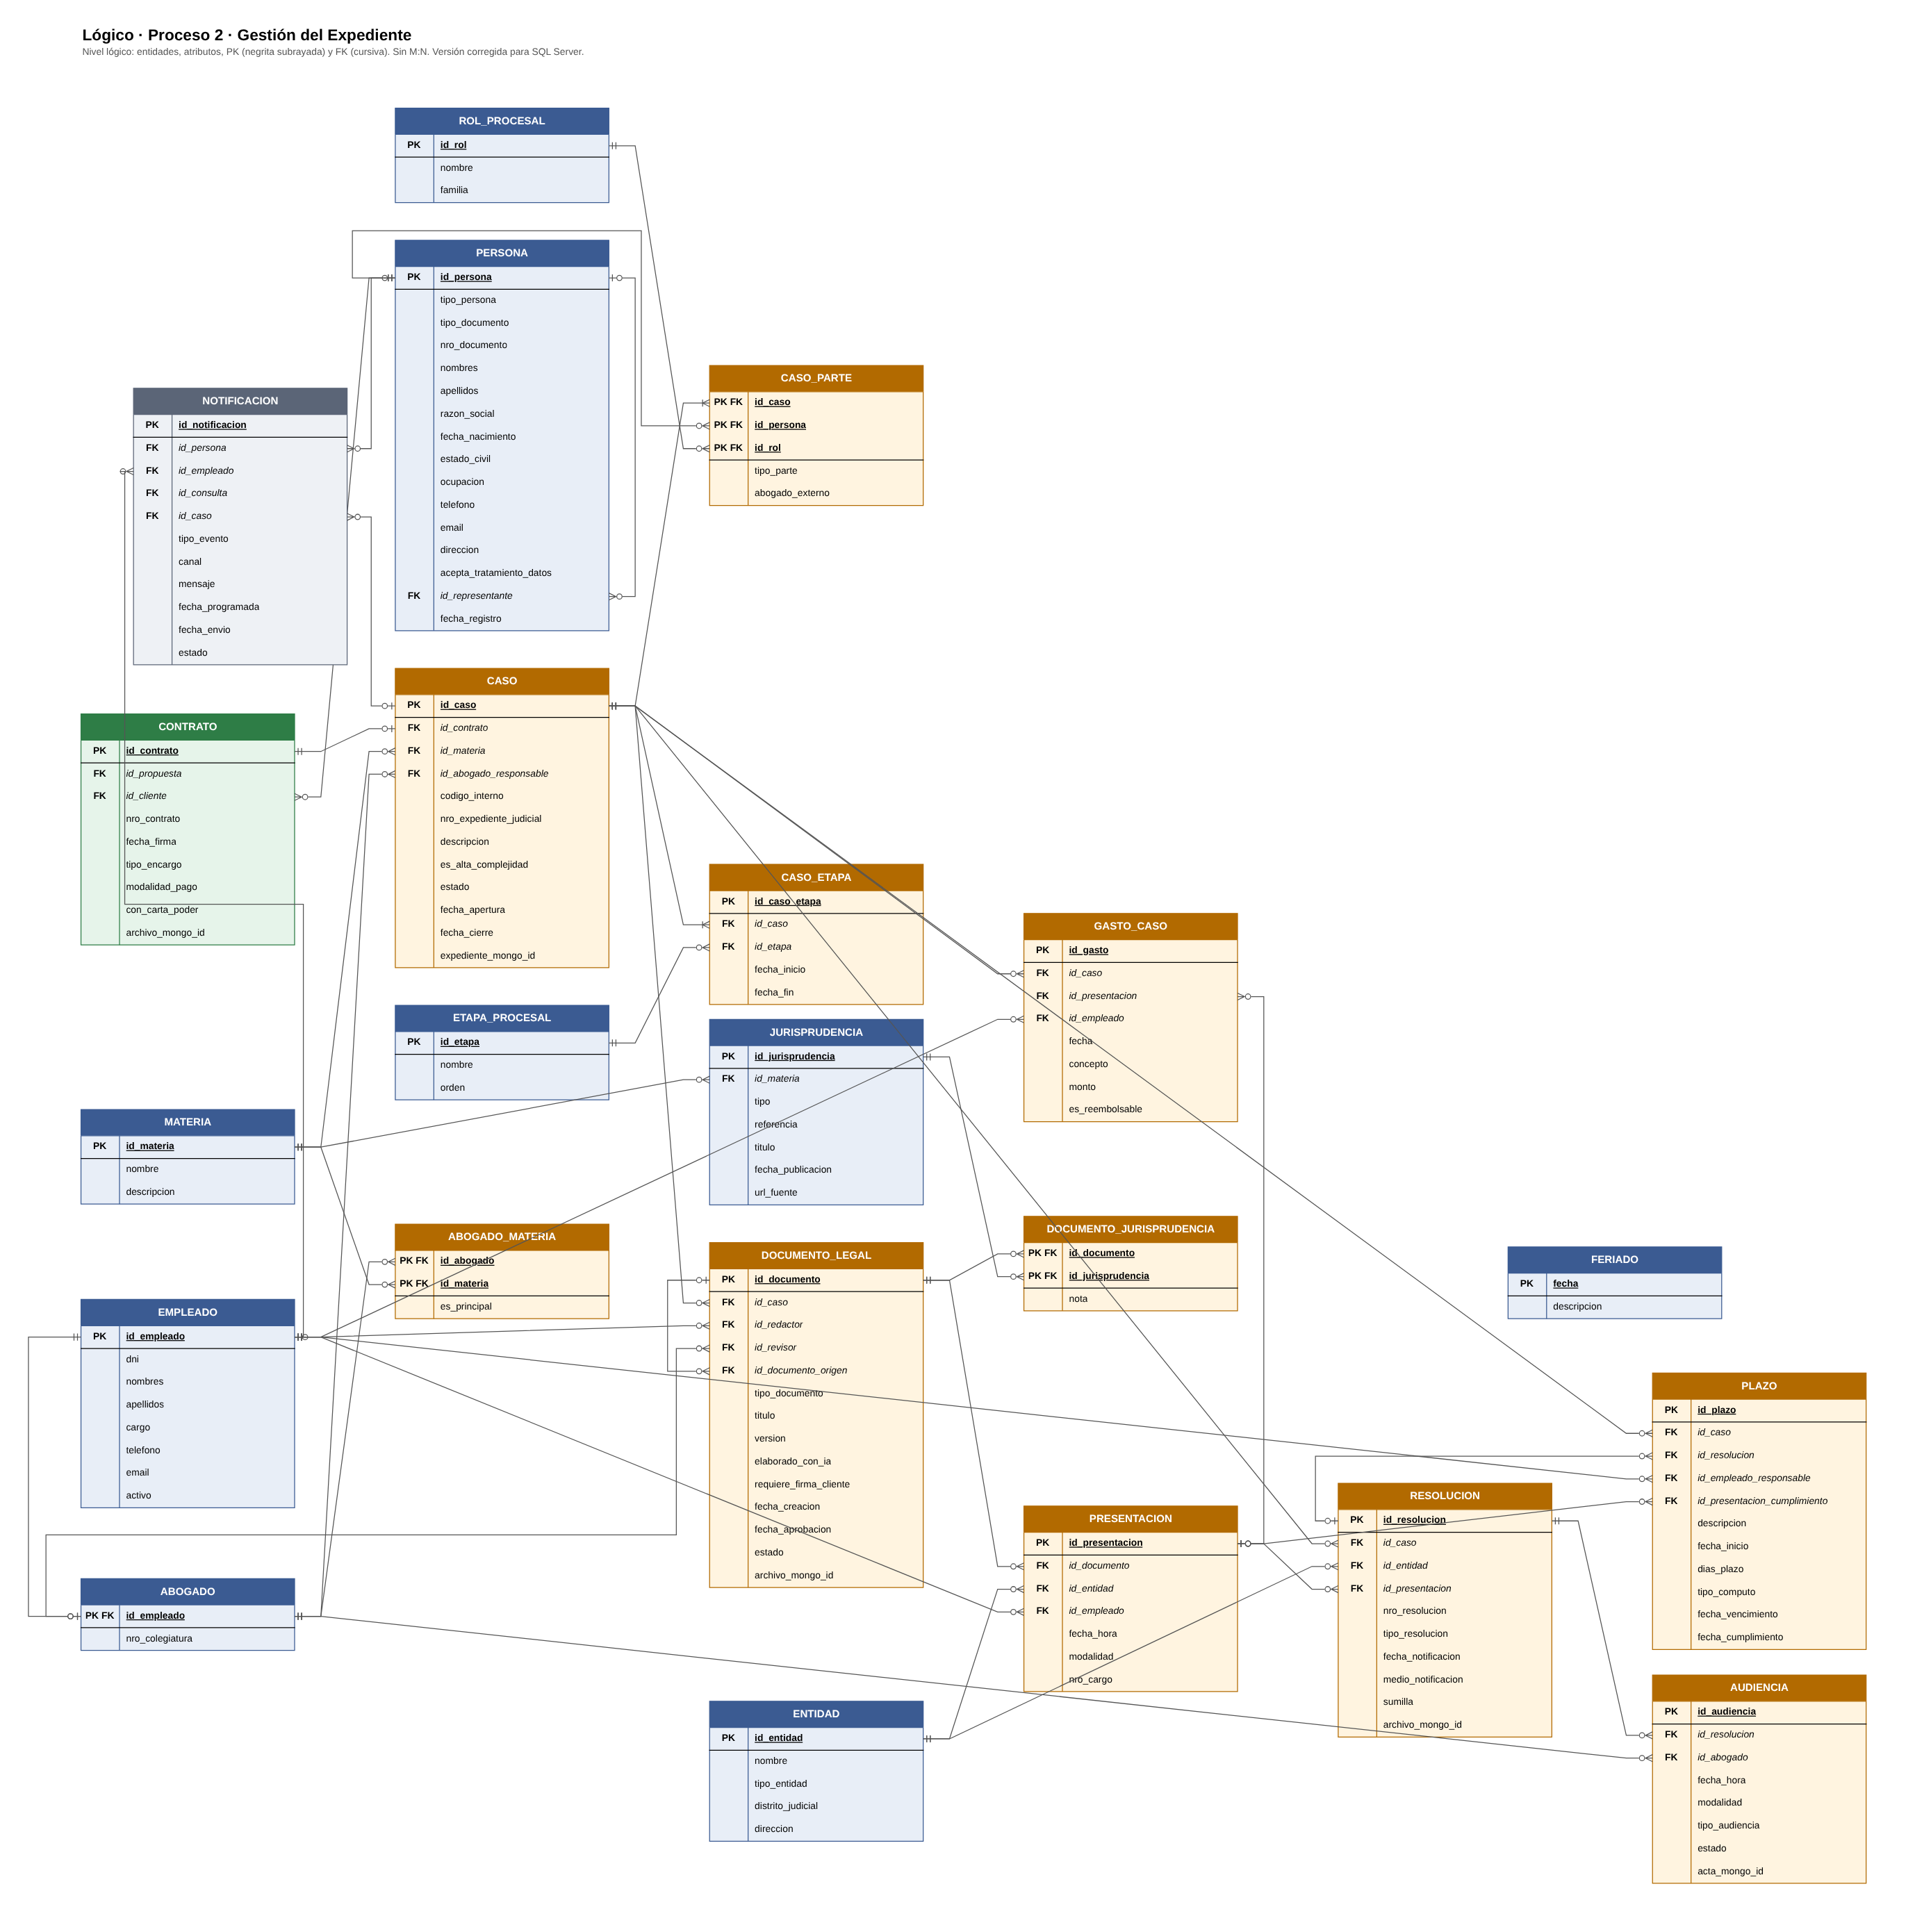 Lógico · Proceso 2 · Gestión del Expediente
Nivel lógico: entidades, atributos, PK (negrita subrayada) y FK (cursiva). Sin M:N. Versión corregida para SQL Server.
ROL_PROCESAL
PK id_rol
nombre
familia
PERSONA
PK id_persona
tipo_persona
tipo_documento
nro_documento
nombres
apellidos
razon_social
fecha_nacimiento
estado_civil
ocupacion
telefono
email
direccion
acepta_tratamiento_datos
FK id_representante
fecha_registro
CASO_PARTE
PK FK id_caso
PK FK id_persona
PK FK id_rol
tipo_parte
abogado_externo
NOTIFICACION
PK id_notificacion
FK id_persona
FK id_empleado
FK id_consulta
FK id_caso
tipo_evento
canal
mensaje
fecha_programada
fecha_envio
estado
CASO
PK id_caso
FK id_contrato
FK id_materia
FK id_abogado_responsable
codigo_interno
nro_expediente_judicial
descripcion
es_alta_complejidad
estado
fecha_apertura
fecha_cierre
expediente_mongo_id
CONTRATO
PK id_contrato
FK id_propuesta
FK id_cliente
nro_contrato
fecha_firma
tipo_encargo
modalidad_pago
con_carta_poder
archivo_mongo_id
CASO_ETAPA
PK id_caso_etapa
FK id_caso
FK id_etapa
fecha_inicio
fecha_fin
GASTO_CASO
PK id_gasto
FK id_caso
FK id_presentacion
FK id_empleado
fecha
concepto
monto
es_reembolsable
ETAPA_PROCESAL
PK id_etapa
nombre
orden
JURISPRUDENCIA
PK id_jurisprudencia
FK id_materia
tipo
referencia
titulo
fecha_publicacion
url_fuente
MATERIA
PK id_materia
nombre
descripcion
ABOGADO_MATERIA
PK FK id_abogado
PK FK id_materia
es_principal
DOCUMENTO_LEGAL
PK id_documento
FK id_caso
FK id_redactor
FK id_revisor
FK id_documento_origen
tipo_documento
titulo
version
elaborado_con_ia
requiere_firma_cliente
fecha_creacion
fecha_aprobacion
estado
archivo_mongo_id
DOCUMENTO_JURISPRUDENCIA
PK FK id_documento
PK FK id_jurisprudencia
nota
FERIADO
PK fecha
descripcion
EMPLEADO
PK id_empleado
dni
nombres
apellidos
cargo
telefono
email
activo
PLAZO
PK id_plazo
FK id_caso
FK id_resolucion
FK id_empleado_responsable
FK id_presentacion_cumplimiento
descripcion
fecha_inicio
dias_plazo
tipo_computo
fecha_vencimiento
fecha_cumplimiento
RESOLUCION
PK id_resolucion
FK id_caso
FK id_entidad
FK id_presentacion
nro_resolucion
tipo_resolucion
fecha_notificacion
medio_notificacion
sumilla
archivo_mongo_id
PRESENTACION
PK id_presentacion
FK id_documento
FK id_entidad
FK id_empleado
fecha_hora
modalidad
nro_cargo
ABOGADO
PK FK id_empleado
nro_colegiatura
AUDIENCIA
PK id_audiencia
FK id_resolucion
FK id_abogado
fecha_hora
modalidad
tipo_audiencia
estado
acta_mongo_id
ENTIDAD
PK id_entidad
nombre
tipo_entidad
distrito_judicial
direccion